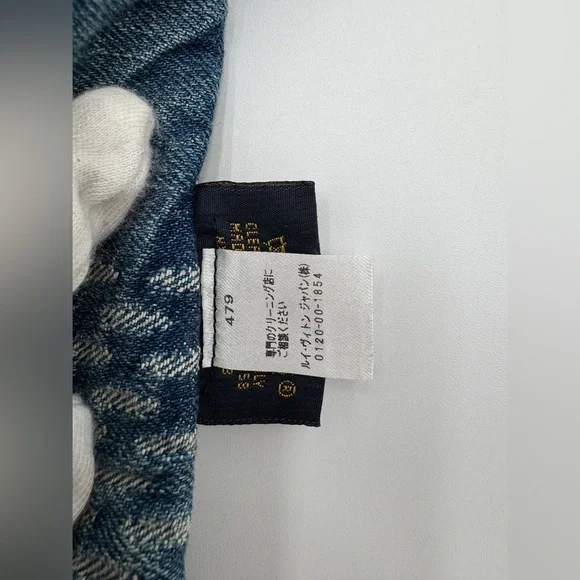 479
専門のクリーニング店に
ご相談ください
ルイ・ヴィトン ジャパン(株)
0120-00-1854
®